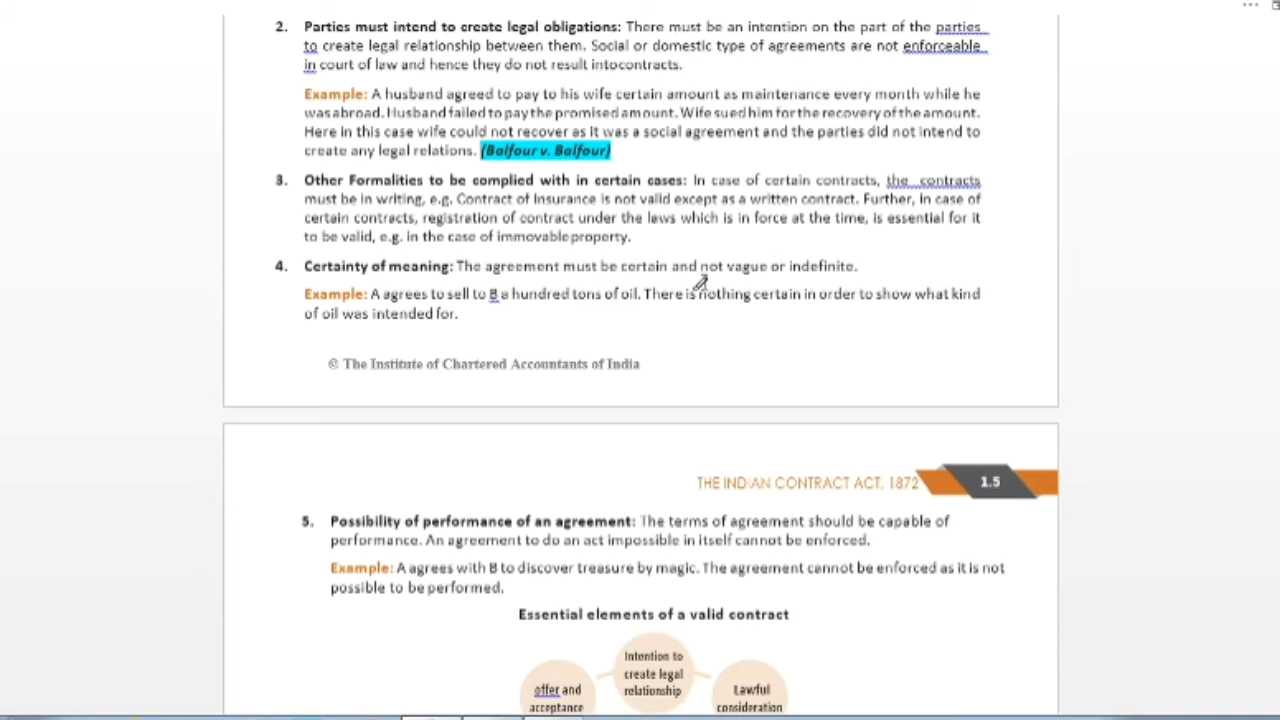 2. Parties must intend to create legal obligations: There must be an intention on the part of the parties
to create legal relationship between them. Social or domestic type of agreements are not enforceable
in court of law and hence they do not result intocontracts.
Example: A husband agreed to pay to his wife certain amount as maintenance every month while he
was abroad. Husband failed to pay the promised amount. Wife sued him for the recovery of the amount.
Here in this case wife could not recover as it was a social agreement and the parties did not intend to
create any legal relations. (Balfour v. Balfour)
3. Other Formalities to be complied with in certain cases: In case of certain contracts, the contracts
must be in writing, e.g. Contract of Insurance is not valid except as a written contract. Further, in case of
certain contracts, registration of contract under the laws which is in force at the time, is essential for it
to be valid, e.g. in the case of immovable property.
4. Certainty of meaning: The agreement must be certain and not vague or indefinite.
Example: A agrees to sell to B a hundred tons of oil. There is nothing certain in order to show what kind
of oil was intended for.
© The Institute of Chartered Accountants of India
THE INDIAN CONTRACT ACT, 1872 1.5
5. Possibility of performance of an agreement: The terms of agreement should be capable of
performance. An agreement to do an act impossible in itself cannot be enforced.
Example: A agrees with B to discover treasure by magic. The agreement cannot be enforced as it is not
possible to be performed.
Essential elements of a valid contract
Intention to
create legal
relationship
offer and
acceptance
Lawful
consideration